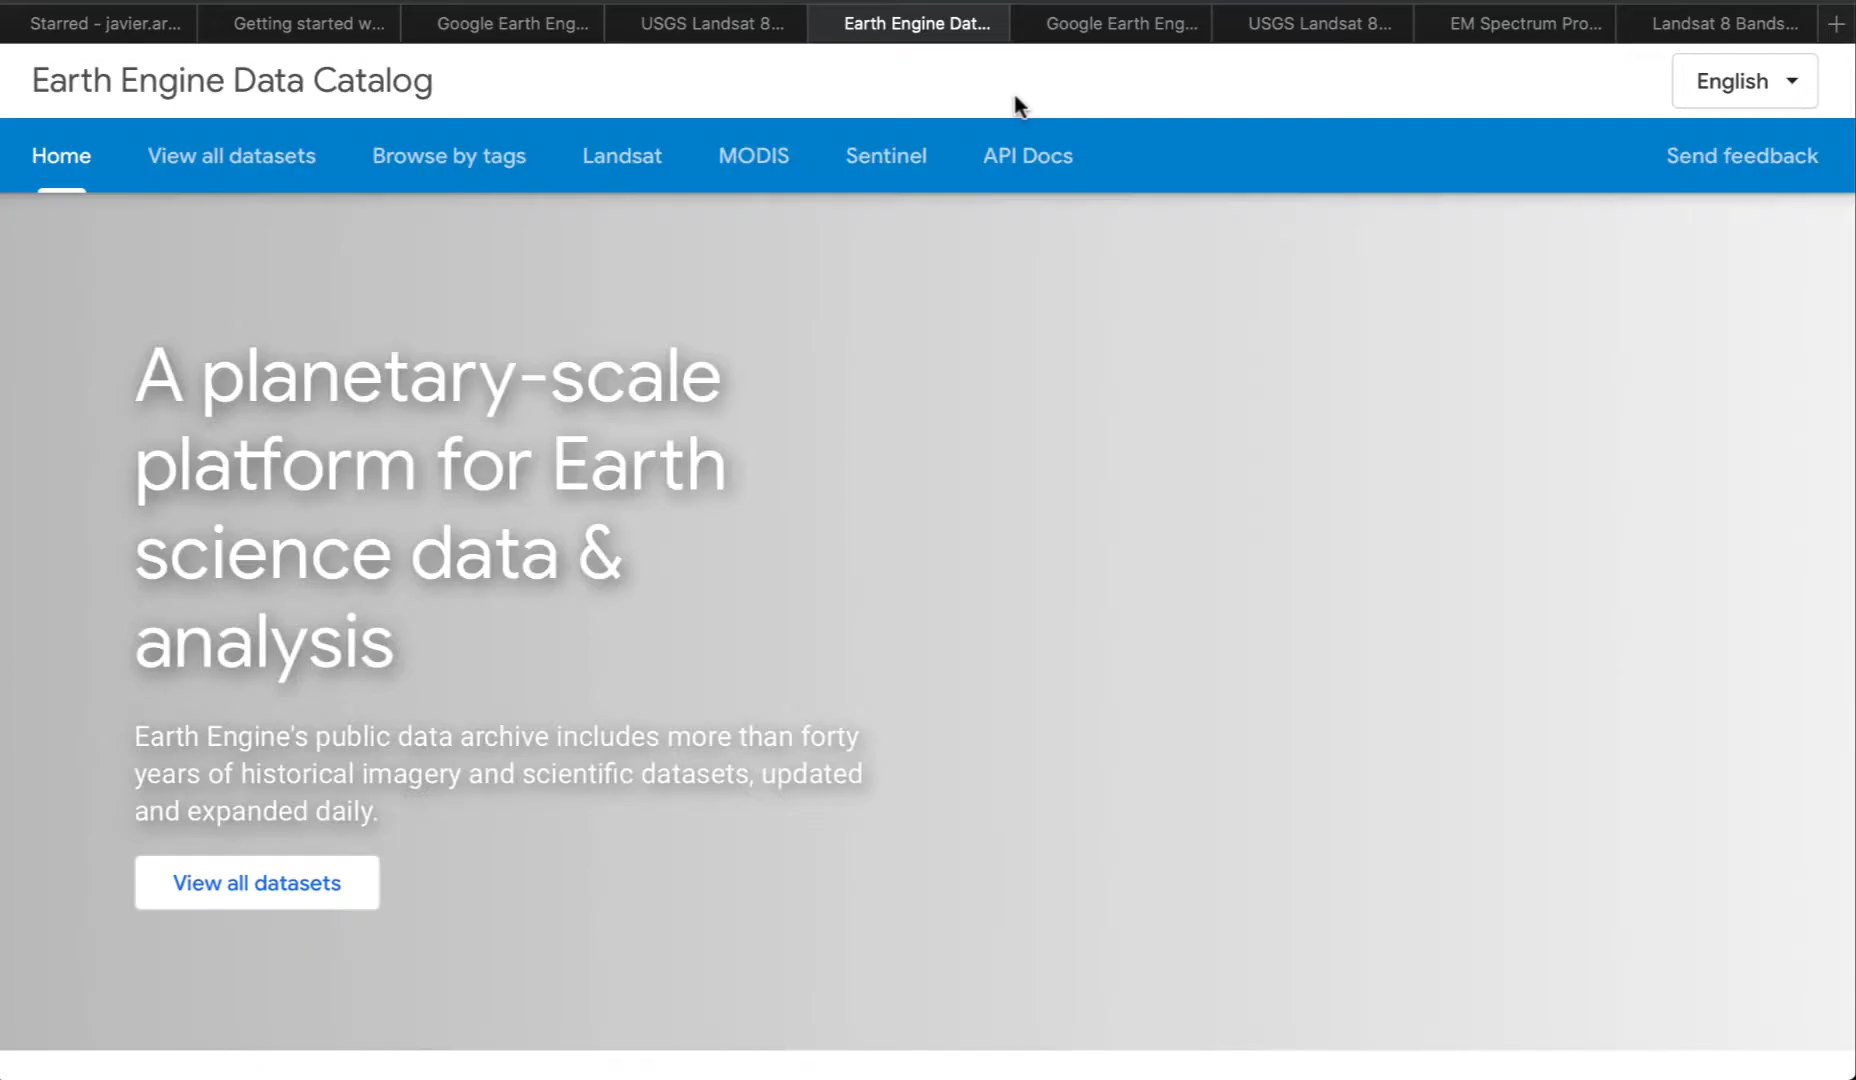 Starred - javier.ar...
Getting started w...
Google Earth Eng...
USGS Landsat 8...
Earth Engine Dat...
Google Earth Eng...
USGS Landsat 8...
EM Spectrum Pro...
Landsat 8 Bands...
Earth Engine Data Catalog
English
Home
View all datasets
Browse by tags
Landsat
MODIS
Sentinel
API Docs
Send feedback
A planetary-scale
platform for Earth
science data &
analysis
Earth Engine's public data archive includes more than forty
years of historical imagery and scientific datasets, updated
and expanded daily.
View all datasets